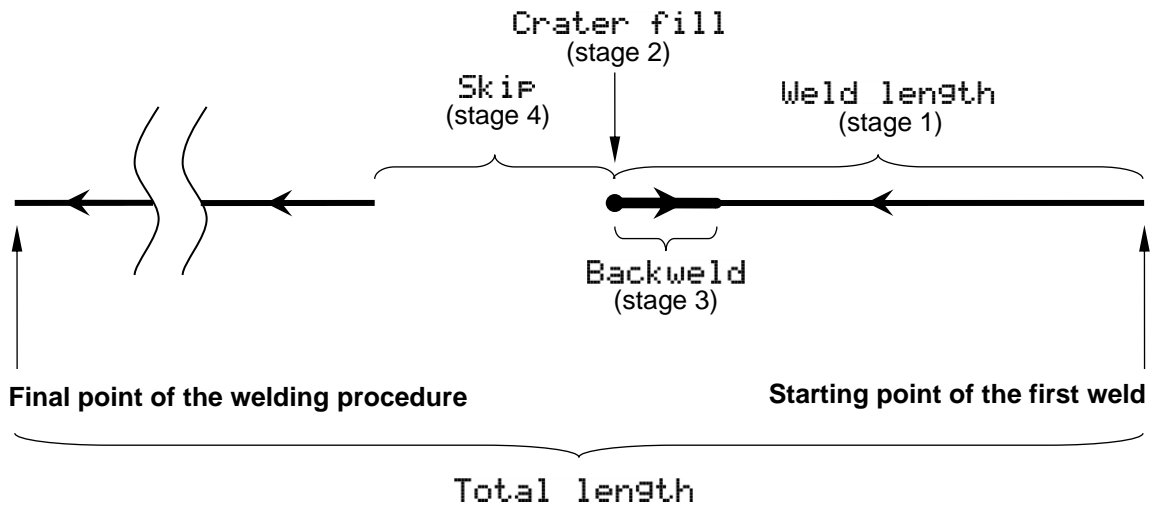 Crater fill
(stage 2)
Skip
(stage 4)
Weld length
(stage 1)
Backweld
(stage 3)
Final point of the welding procedure
Starting point of the first weld
Total length